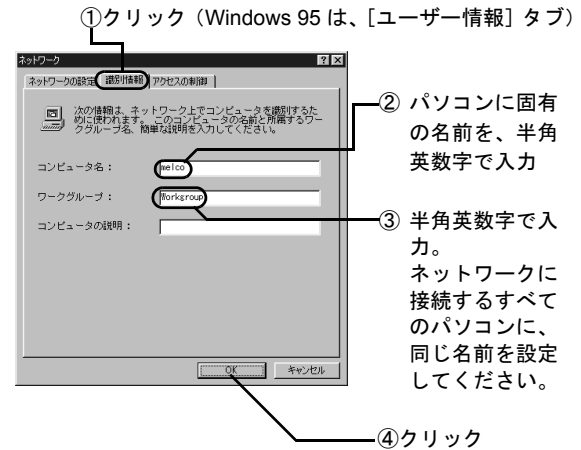 ①クリック（Windows 95 は、［ユーザー情報］タブ）
ネットワーク
ネットワークの設定 識別情報 アクセスの制御
次の情報は、ネットワーク上でコンピュータを識別するた
めに使われます。このコンピュータの名前と所属するワー
クグループ名、簡単な説明を入力してください。
コンピュータ名： melco
ワークグループ： Workgroup
コンピュータの説明：
OK キャンセル
② パソコンに固有
の名前を、半角
英数字で入力
③ 半角英数字で入
力。
ネットワークに
接続するすべて
のパソコンに、
同じ名前を設定
してください。
④クリック